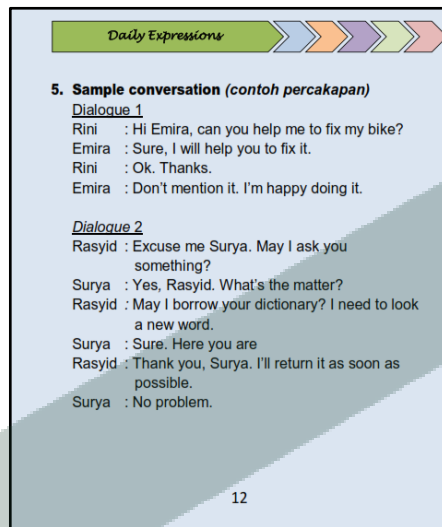 Daily Expressions
5. Sample conversation (contoh percakapan)
Dialogue 1
Rini : Hi Emira, can you help me to fix my bike?
Emira : Sure, I will help you to fix it.
Rini : Ok. Thanks.
Emira : Don't mention it. I'm happy doing it.
Dialogue 2
Rasyid : Excuse me Surya. May I ask you
something?
Surya : Yes, Rasyid. What's the matter?
Rasyid : May I borrow your dictionary? I need to look
a new word.
Surya : Sure. Here you are
Rasyid : Thank you, Surya. I'll return it as soon as
possible.
Surya : No problem.
12